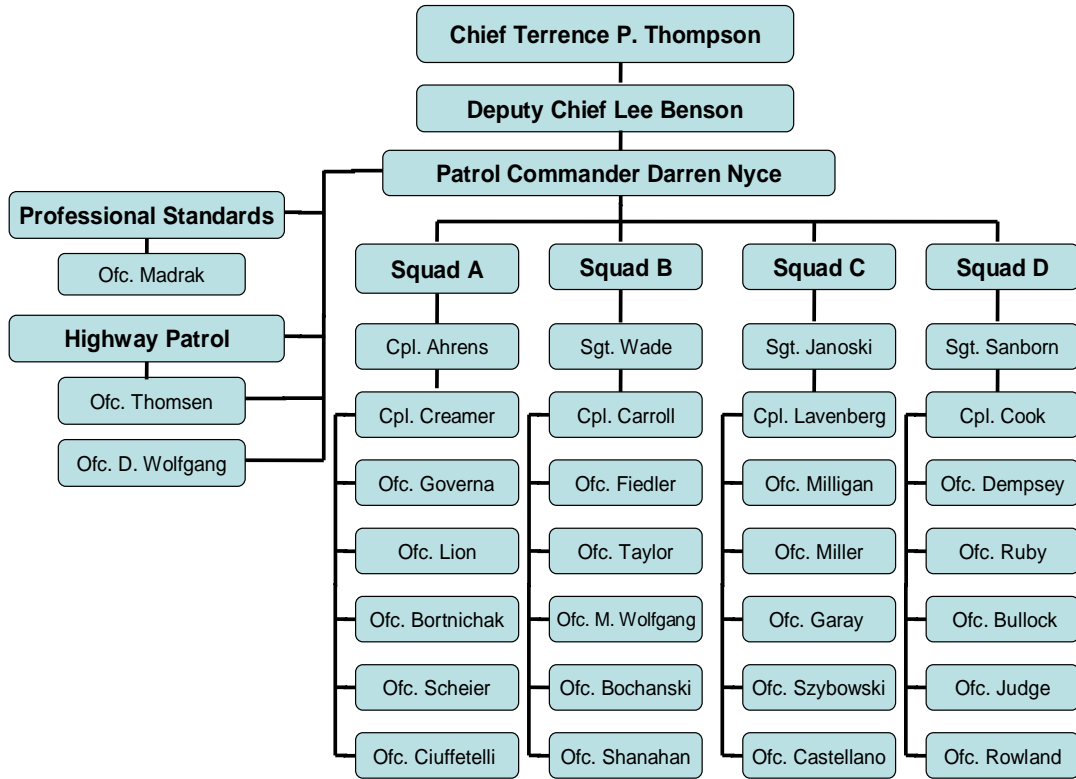 Chief Terrence P. Thompson
Deputy Chief Lee Benson
Patrol Commander Darren Nyce
Professional Standards
Ofc. Madrak
Highway Patrol
Ofc. Thomsen
Ofc. D. Wolfgang
Squad A
Cpl. Ahrens
Cpl. Creamer
Ofc. Governa
Ofc. Lion
Ofc. Bortnichak
Ofc. Scheier
Ofc. Ciuffetelli
Squad B
Sgt. Wade
Cpl. Carroll
Ofc. Fiedler
Ofc. Taylor
Ofc. M. Wolfgang
Ofc. Bochanski
Ofc. Shanahan
Squad C
Sgt. Janoski
Cpl. Lavenberg
Ofc. Milligan
Ofc. Miller
Ofc. Garay
Ofc. Szybowski
Ofc. Castellano
Squad D
Sgt. Sanborn
Cpl. Cook
Ofc. Dempsey
Ofc. Ruby
Ofc. Bullock
Ofc. Judge
Ofc. Rowland